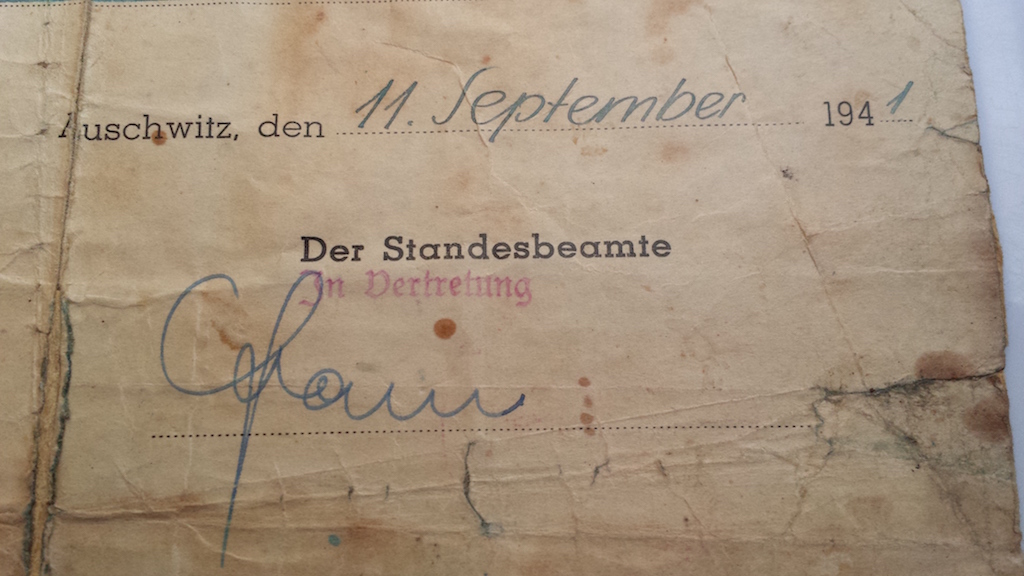 Auschwitz, den 11. September 1941
Der Standesbeamte
In Vertretung